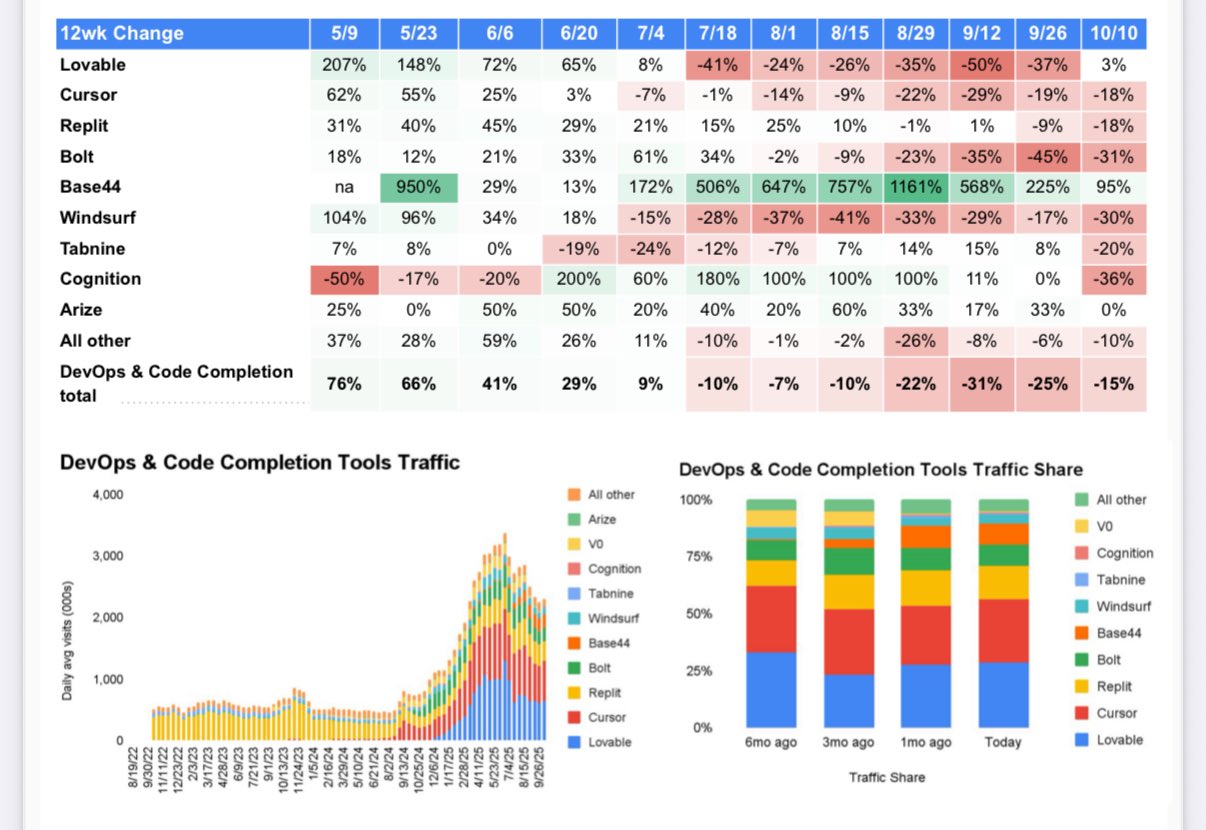 12wk Change 5/9 5/23 6/6 6/20 7/4 7/18 8/1 8/15 8/29 9/12 9/26 10/10
Lovable 207% 148% 72% 65% 8% -41% -24% -26% -35% -50% -37% 3%
Cursor 62% 55% 25% 3% -7% -1% -14% -9% -22% -29% -19% -18%
Replit 31% 40% 45% 29% 21% 15% 25% 10% -1% 1% -9% -18%
Bolt 18% 12% 21% 33% 61% 34% -2% -9% -23% -35% -45% -31%
Base44 na 950% 29% 13% 172% 506% 647% 757% 1161% 568% 225% 95%
Windsurf 104% 96% 34% 18% -15% -28% -37% -41% -33% -29% -17% -30%
Tabnine 7% 8% 0% -19% -24% -12% -7% 7% 14% 15% 8% -20%
Cognition -50% -17% -20% 200% 60% 180% 100% 100% 100% 11% 0% -36%
Arize 25% 0% 50% 50% 20% 40% 20% 60% 33% 17% 33% 0%
All other 37% 28% 59% 26% 11% -10% -1% -2% -26% -8% -6% -10%
DevOps & Code Completion
total 76% 66% 41% 29% 9% -10% -7% -10% -22% -31% -25% -15%
DevOps & Code Completion Tools Traffic
Daily avg visits (000s)
4,000
3,000
2,000
1,000
0
8/19/22
9/30/22
11/11/22
12/23/22
2/3/23
3/17/23
4/28/23
6/9/23
7/21/23
9/1/23
10/13/23
11/24/23
1/5/24
2/16/24
3/29/24
5/10/24
6/21/24
8/2/24
9/13/24
10/25/24
12/6/24
1/17/25
2/28/25
4/11/25
5/23/25
7/4/25
8/15/25
9/26/25
All other
Arize
V0
Cognition
Tabnine
Windsurf
Base44
Bolt
Replit
Cursor
Lovable
DevOps & Code Completion Tools Traffic Share
100%
75%
50%
25%
0%
6mo ago 3mo ago 1mo ago Today
Traffic Share
All other
V0
Cognition
Tabnine
Windsurf
Base44
Bolt
Replit
Cursor
Lovable